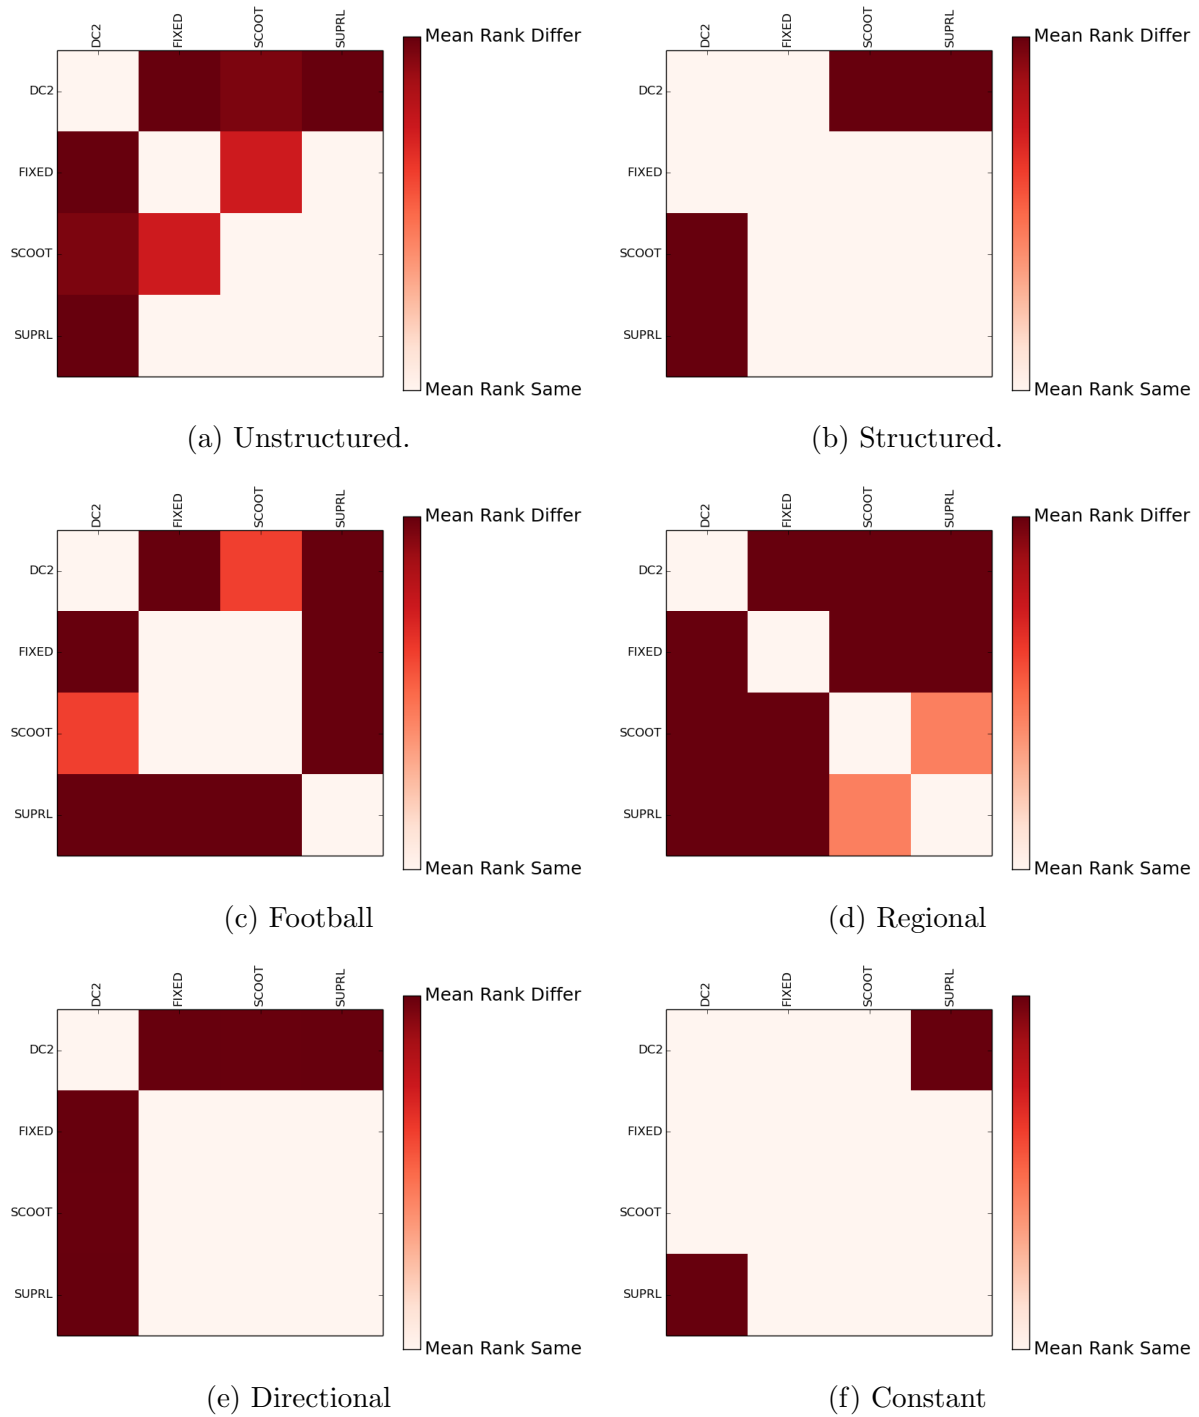 DC2 FIXED SCOOT SUPRL
Mean Rank Differ
DC2
FIXED
SCOOT
SUPRL
Mean Rank Same
(a) Unstructured.
DC2 FIXED SCOOT SUPRL
Mean Rank Differ
DC2
FIXED
SCOOT
SUPRL
Mean Rank Same
(b) Structured.
DC2 FIXED SCOOT SUPRL
Mean Rank Differ
DC2
FIXED
SCOOT
SUPRL
Mean Rank Same
(c) Football
DC2 FIXED SCOOT SUPRL
Mean Rank Differ
DC2
FIXED
SCOOT
SUPRL
Mean Rank Same
(d) Regional
DC2 FIXED SCOOT SUPRL
Mean Rank Differ
DC2
FIXED
SCOOT
SUPRL
Mean Rank Same
(e) Directional
DC2 FIXED SCOOT SUPRL
DC2
FIXED
SCOOT
SUPRL
Mean Rank Same
(f) Constant